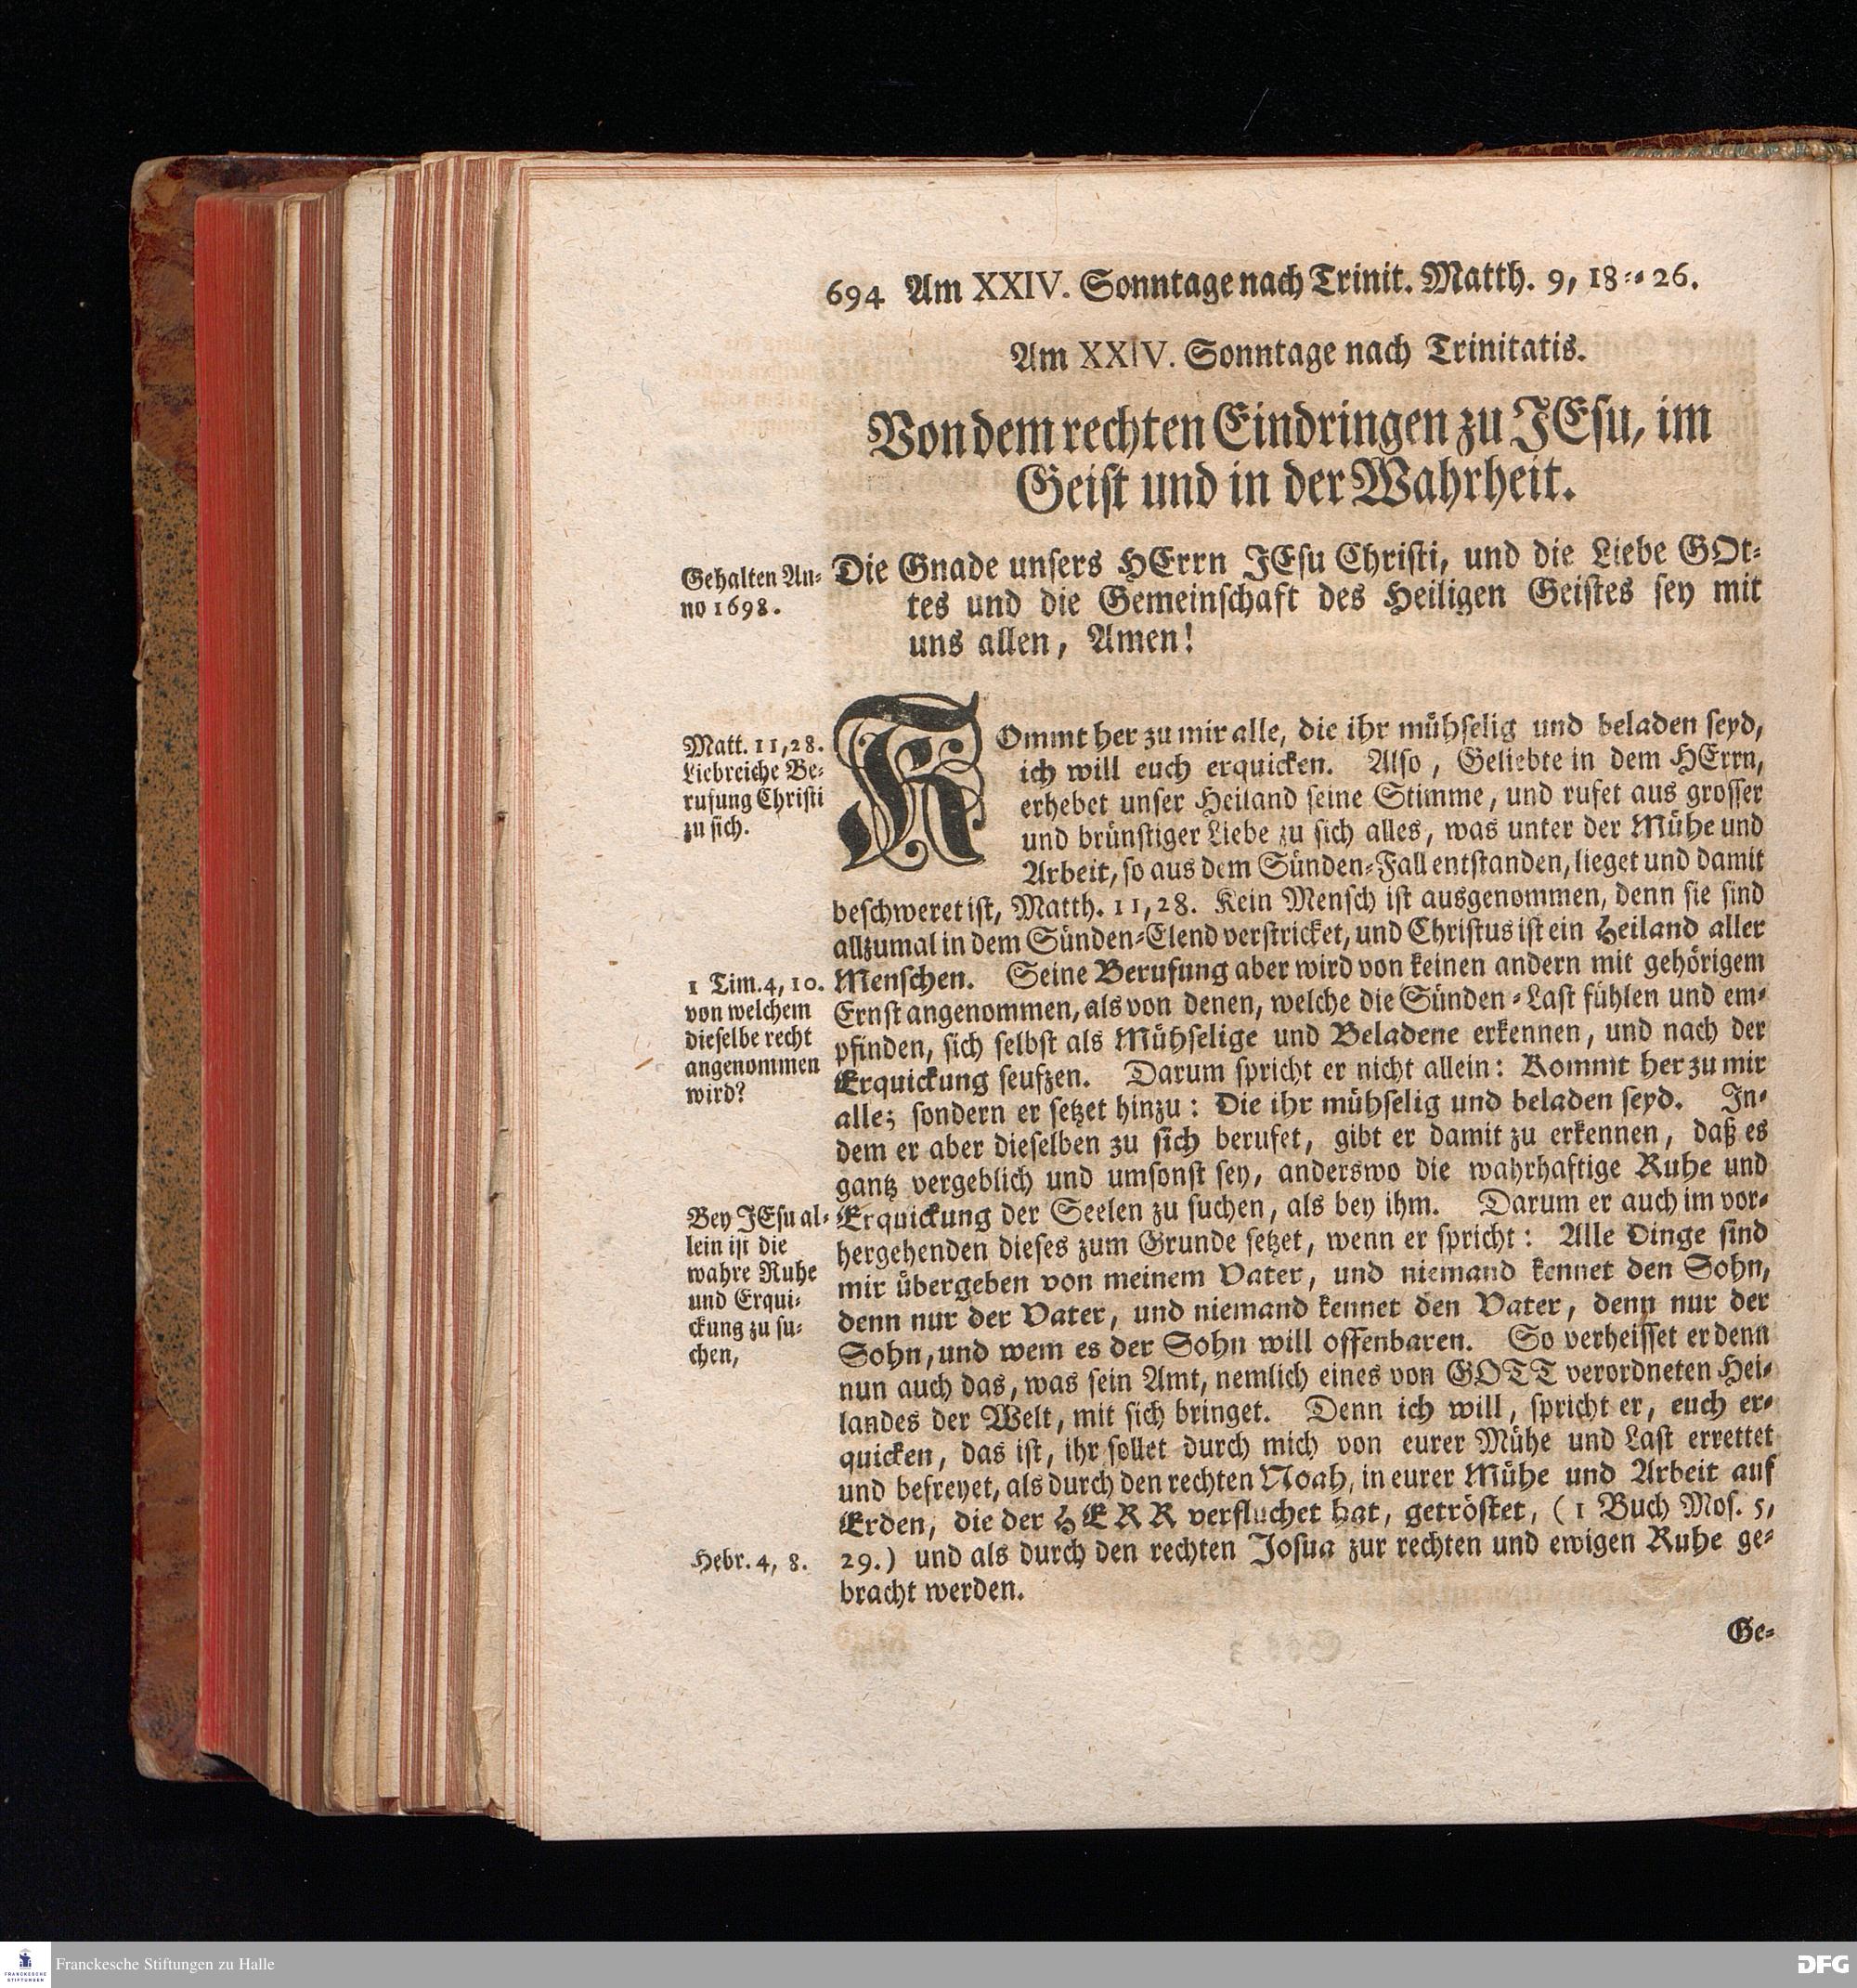 694 Am XXIV. Sonntage nach Trinit. Matth. 9, 18-26.
Am XXIV. Sonntage nach Trinitatis.
Von dem rechten Eindringen zu JEsu, im
Geist und in der Wahrheit.
Gehalten An-
no 1698.
Die Gnade unsers HErrn JEsu Christi, und die Liebe GOt-
tes und die Gemeinschaft des Heiligen Geistes sey mit
uns allen, Amen!
Matt. 11, 28.
Liebreiche Be-
rufung Christi
zu sich.
KOmmt her zu mir alle, die ihr mühselig und beladen seyd,
ich will euch erquicken. Also, Geliebte in dem HErrn,
erhebet unser Heiland seine Stimme, und rufet aus grosser
und brünstiger Liebe zu sich alles, was unter der Mühe und
Arbeit, so aus dem Sünden-Fall entstanden, lieget und damit
beschweret ist, Matth. 11, 28. Kein Mensch ist ausgenommen, denn sie sind
allzumal in dem Sünden-Elend verstricket, und Christus ist ein Heiland aller
1 Tim. 4, 10.
von welchem
dieselbe recht
angenommen
wird?
Menschen. Seine Berufung aber wird von keinen andern mit gehörigem
Ernst angenommen, als von denen, welche die Sünden-Last fühlen und em-
pfinden, sich selbst als Mühselige und Beladene erkennen, und nach der
Erquickung seufzen. Darum spricht er nicht allein: Kommt her zu mir
alle; sondern er setzet hinzu: Die ihr mühselig und beladen seyd. In-
dem er aber dieselben zu sich berufet, gibt er damit zu erkennen, daß es
gantz vergeblich und umsonst sey, anderswo die wahrhaftige Ruhe und
Bey JEsu al-
lein ist die
wahre Ruhe
und Erqui-
ckung zu su-
chen,
Erquickung der Seelen zu suchen, als bey ihm. Darum er auch im vor-
hergehenden dieses zum Grunde setzet, wenn er spricht: Alle Dinge sind
mir übergeben von meinem Vater, und niemand kennet den Sohn,
denn nur der Vater, und niemand kennet den Vater, denn nur der
Sohn, und wem es der Sohn will offenbaren. So verheisset er denn
nun auch das, was sein Amt, nemlich eines von GOTT verordneten Hei-
landes der Welt, mit sich bringet. Denn ich will, spricht er, euch er-
quicken, das ist, ihr sollet durch mich von eurer Mühe und Last errettet
und befreyet, als durch den rechten Noah, in eurer Mühe und Arbeit auf
Erden, die der HERR verfluchet hat, getröstet, (1 Buch Mos. 5,
Hebr. 4, 8.
29.) und als durch den rechten Josua zur rechten und ewigen Ruhe ge-
bracht werden.
Ge-
FRANCKESCHE
STIFTUNGEN
Franckesche Stiftungen zu Halle
DFG